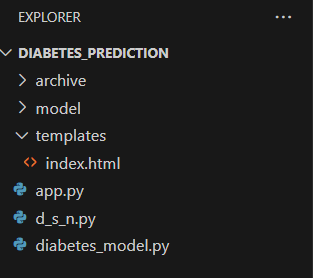 EXPLORER
DIABETES_PREDICTION
archive
model
templates
index.html
app.py
d_s_n.py
diabetes_model.py